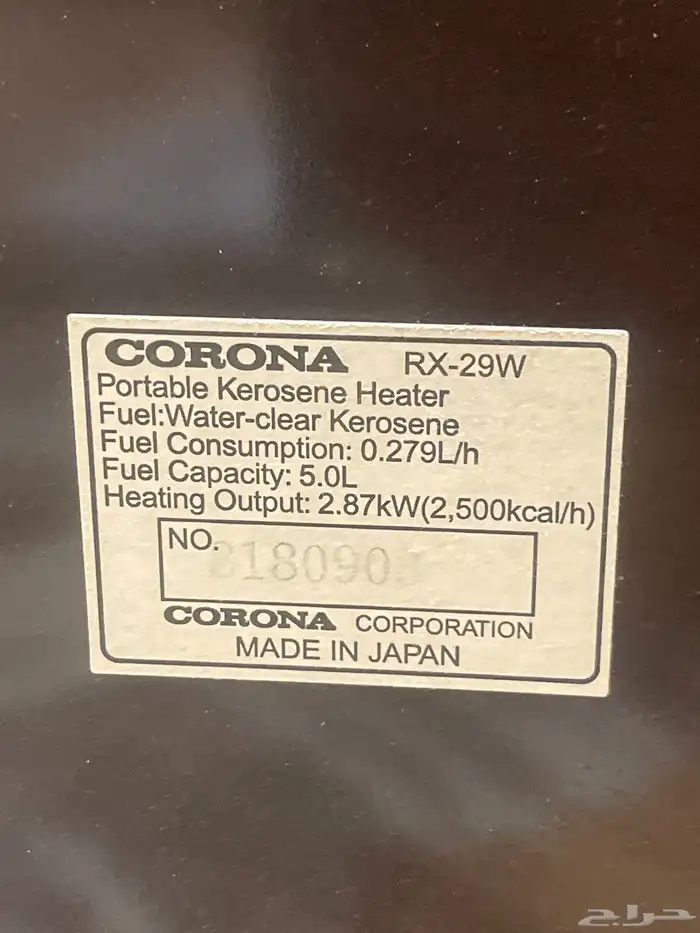 CORONA RX-29W
Portable Kerosene Heater
Fuel:Water-clear Kerosene
Fuel Consumption: 0.279L/h
Fuel Capacity: 5.0L
Heating Output: 2.87kW(2,500kcal/h)
NO.
CORONA CORPORATION
MADE IN JAPAN
حراج